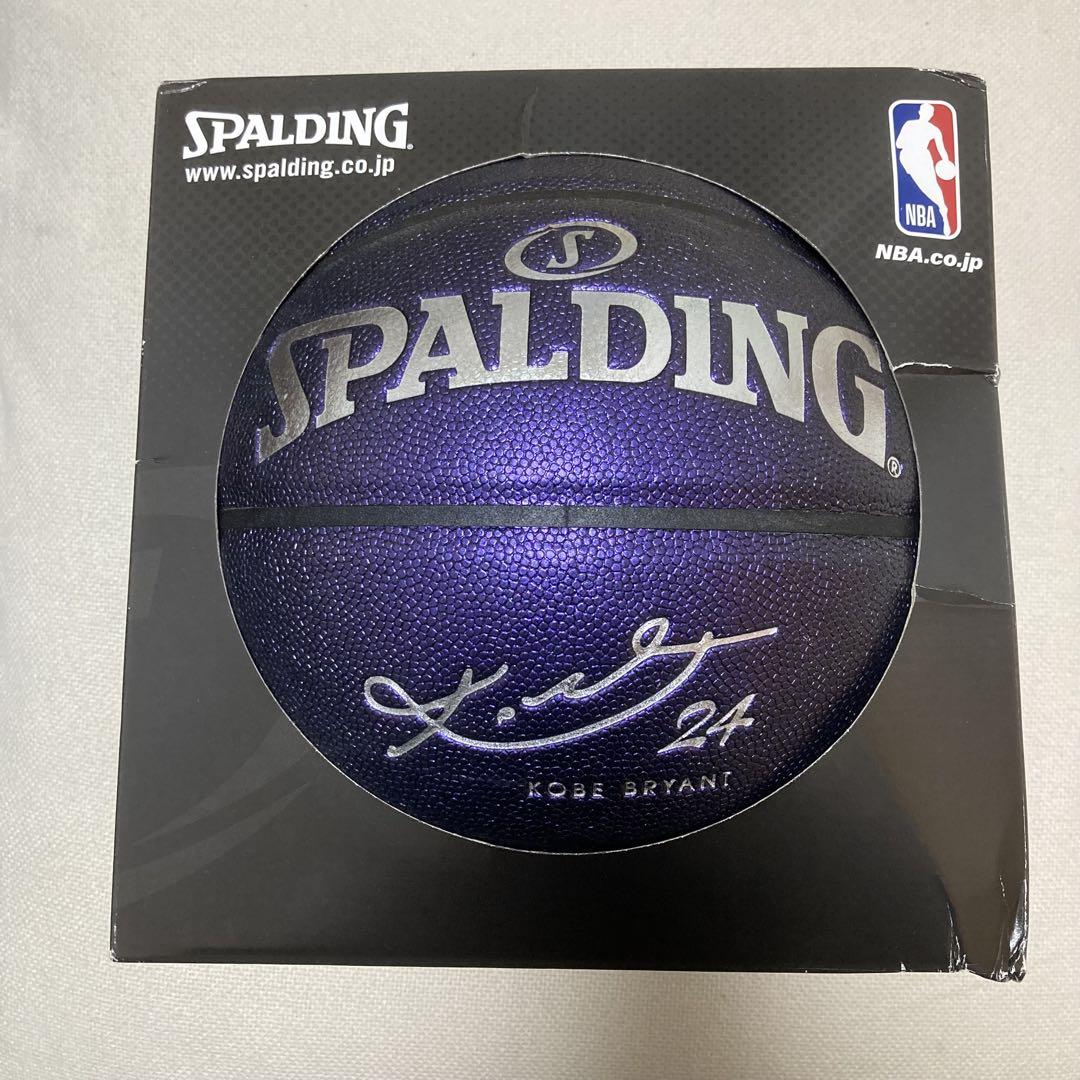 SPALDING®
www.spalding.co.jp
NBA
NBA.co.jp
S
SPALDING®
24
KOBE BRYANT